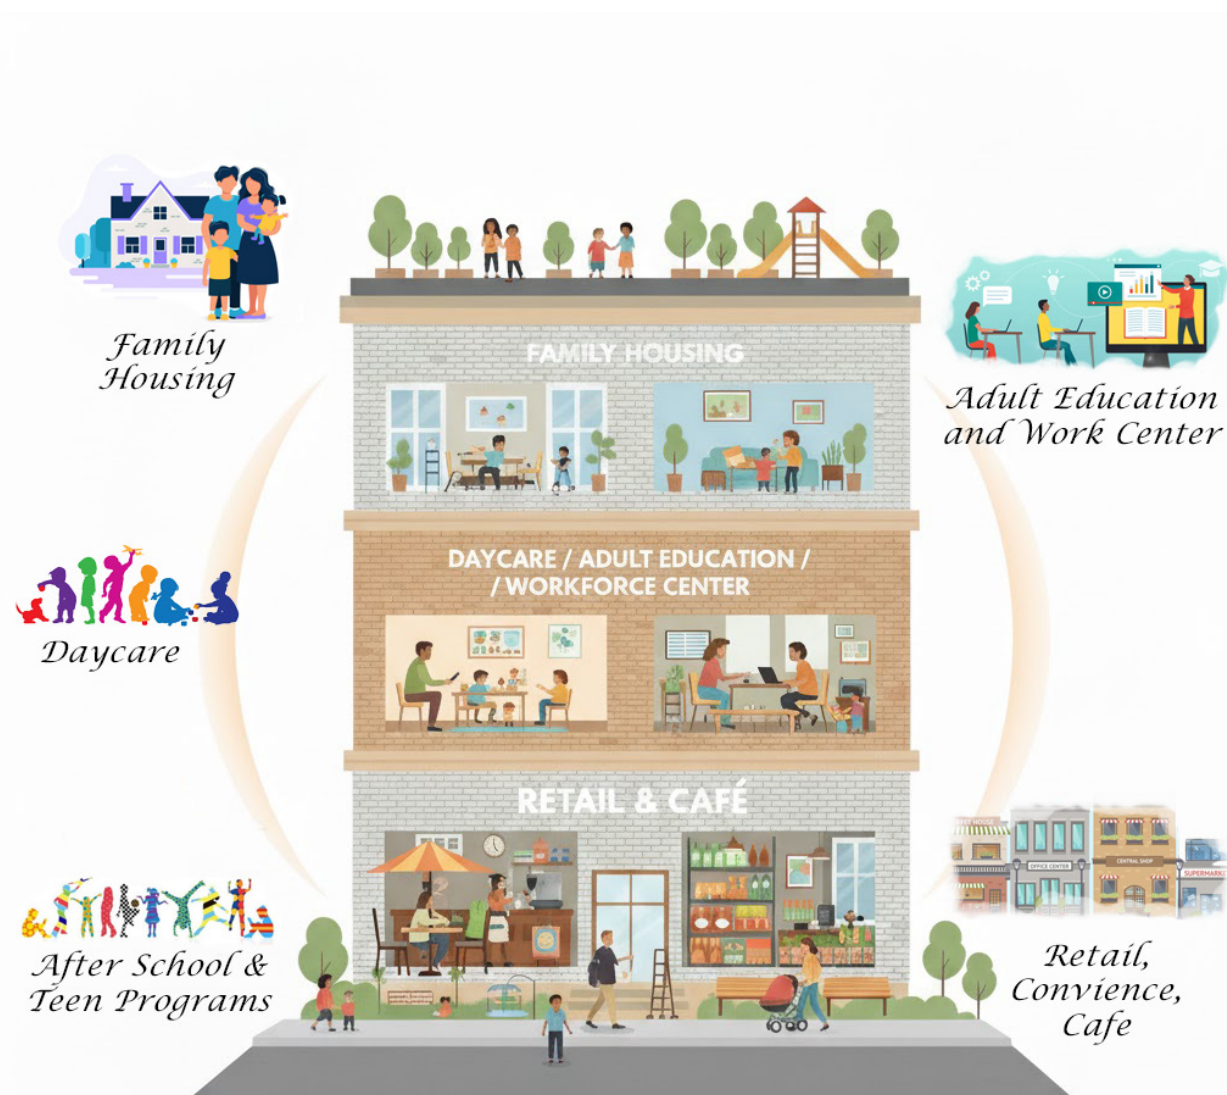 Family
Housing
Adult Education
and Work Center
FAMILY HOUSING
DAYCARE / ADULT EDUCATION /
/ WORKFORCE CENTER
Daycare
RETAIL & CAFÉ
OFFICE CENTER
CENTRAL SHOP
After School &
Teen Programs
Retail,
Convience,
Cafe